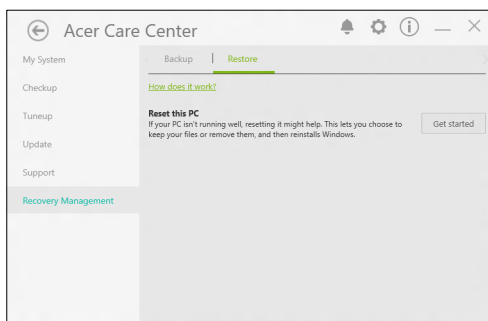 Acer Care Center
My System
Checkup
Tuneup
Update
Support
Recovery Management
Backup
Restore
How does it work?
Reset this PC
If your PC isn't running well, resetting it might help. This lets you choose to
keep your files or remove them, and then reinstalls Windows.
Get started